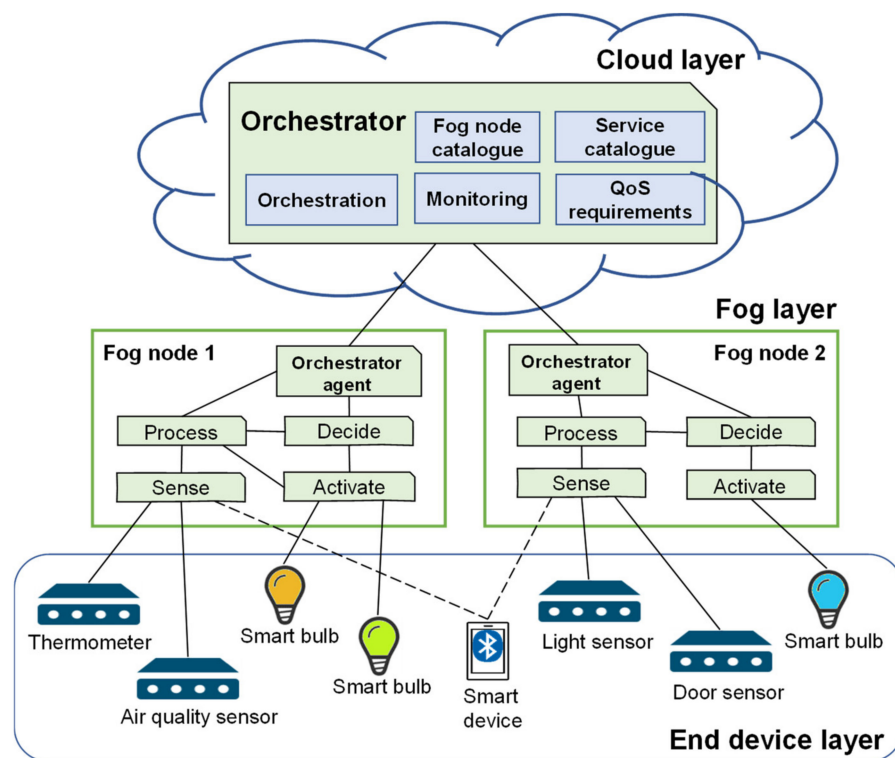 Cloud layer
Orchestrator
Fog node
catalogue
Service
catalogue
Orchestration
Monitoring
QoS
requirements
Fog layer
Fog node 1
Orchestrator
agent
Process
Decide
Sense
Activate
Orchestrator
agent
Fog node 2
Process
Decide
Sense
Activate
Thermometer
Air quality sensor
Smart bulb
Smart bulb
Smart
device
Light sensor
Door sensor
Smart bulb
End device layer